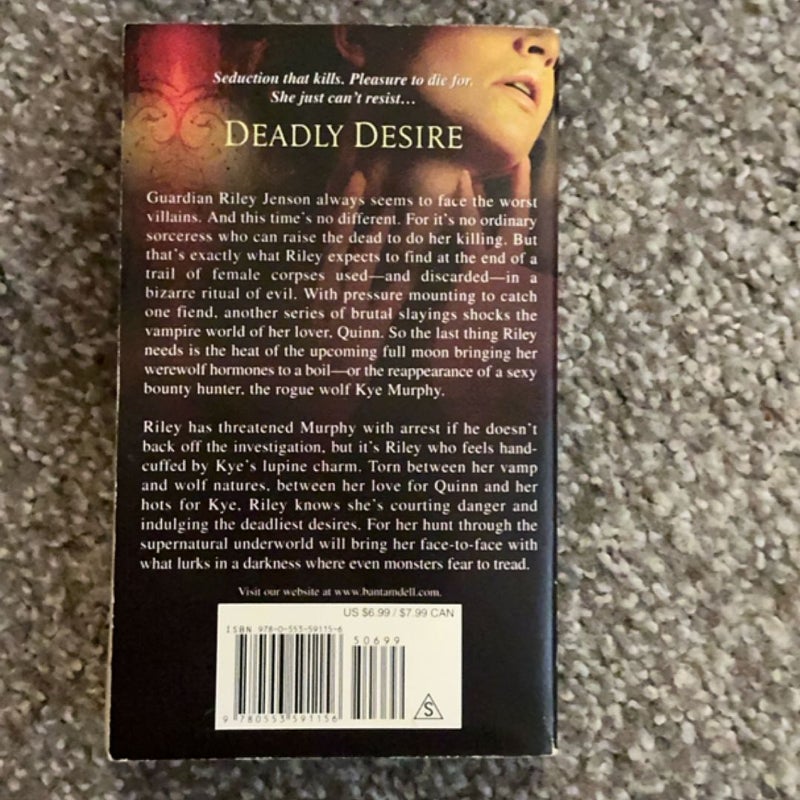 Seduction that kills. Pleasure to die for.
She just can't resist…
DEADLY DESIRE
Guardian Riley Jenson always seems to face the worst
villains. And this time's no different. For it's no ordinary
sorceress who can raise the dead to do her killing. But
that's exactly what Riley expects to find at the end of a
trail of female corpses used—and discarded—in a
bizarre ritual of evil. With pressure mounting to catch
one fiend, another series of brutal slayings shocks the
vampire world of her lover, Quinn. So the last thing Riley
needs is the heat of the upcoming full moon bringing her
werewolf hormones to a boil—or the reappearance of a sexy
bounty hunter, the rogue wolf Kye Murphy.
Riley has threatened Murphy with arrest if he doesn't
back off the investigation, but it's Riley who feels hand-
cuffed by Kye's lupine charm. Torn between her vamp
and wolf natures, between her love for Quinn and her
hots for Kye, Riley knows she's courting danger and
indulging the deadliest desires. For her hunt through the
supernatural underworld will bring her face-to-face with
what lurks in a darkness where even monsters fear to tread.
Visit our website at www.bantamdell.com.
US $6.99 / $7.99 CAN
ISBN 978-0-553-59115-6
50699
9 780553 591156
S